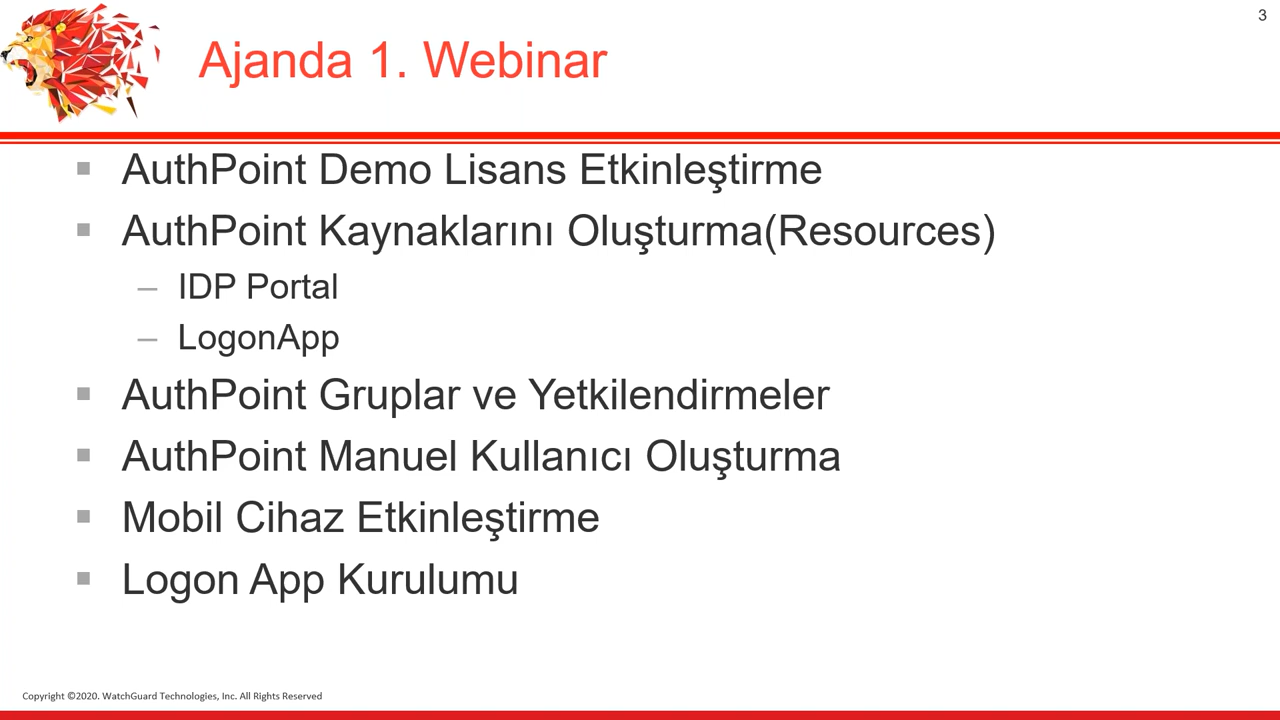 3
Ajanda 1. Webinar
▪ AuthPoint Demo Lisans Etkinleştirme
▪ AuthPoint Kaynaklarını Oluşturma(Resources)
– IDP Portal
– LogonApp
▪ AuthPoint Gruplar ve Yetkilendirmeler
▪ AuthPoint Manuel Kullanıcı Oluşturma
▪ Mobil Cihaz Etkinleştirme
▪ Logon App Kurulumu
Copyright ©2020. WatchGuard Technologies, Inc. All Rights Reserved